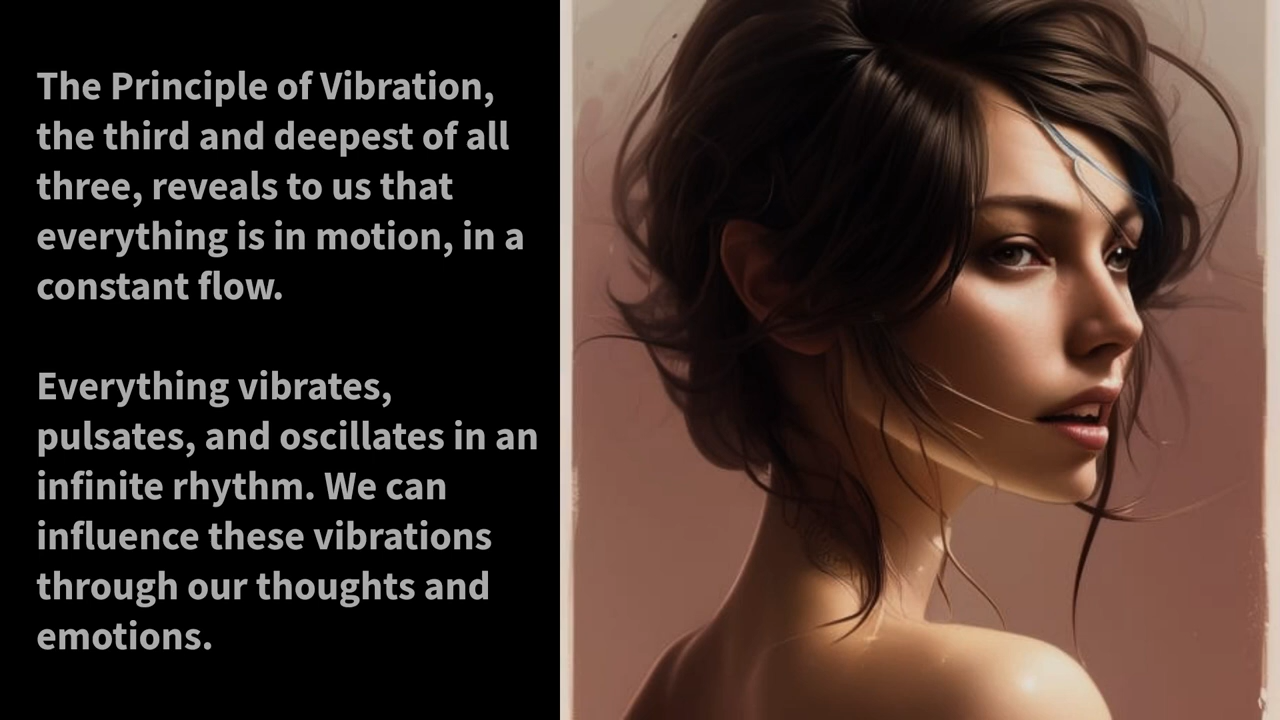 The Principle of Vibration,
the third and deepest of all
three, reveals to us that
everything is in motion, in a
constant flow.
Everything vibrates,
pulsates, and oscillates in an
infinite rhythm. We can
influence these vibrations
through our thoughts and
emotions.